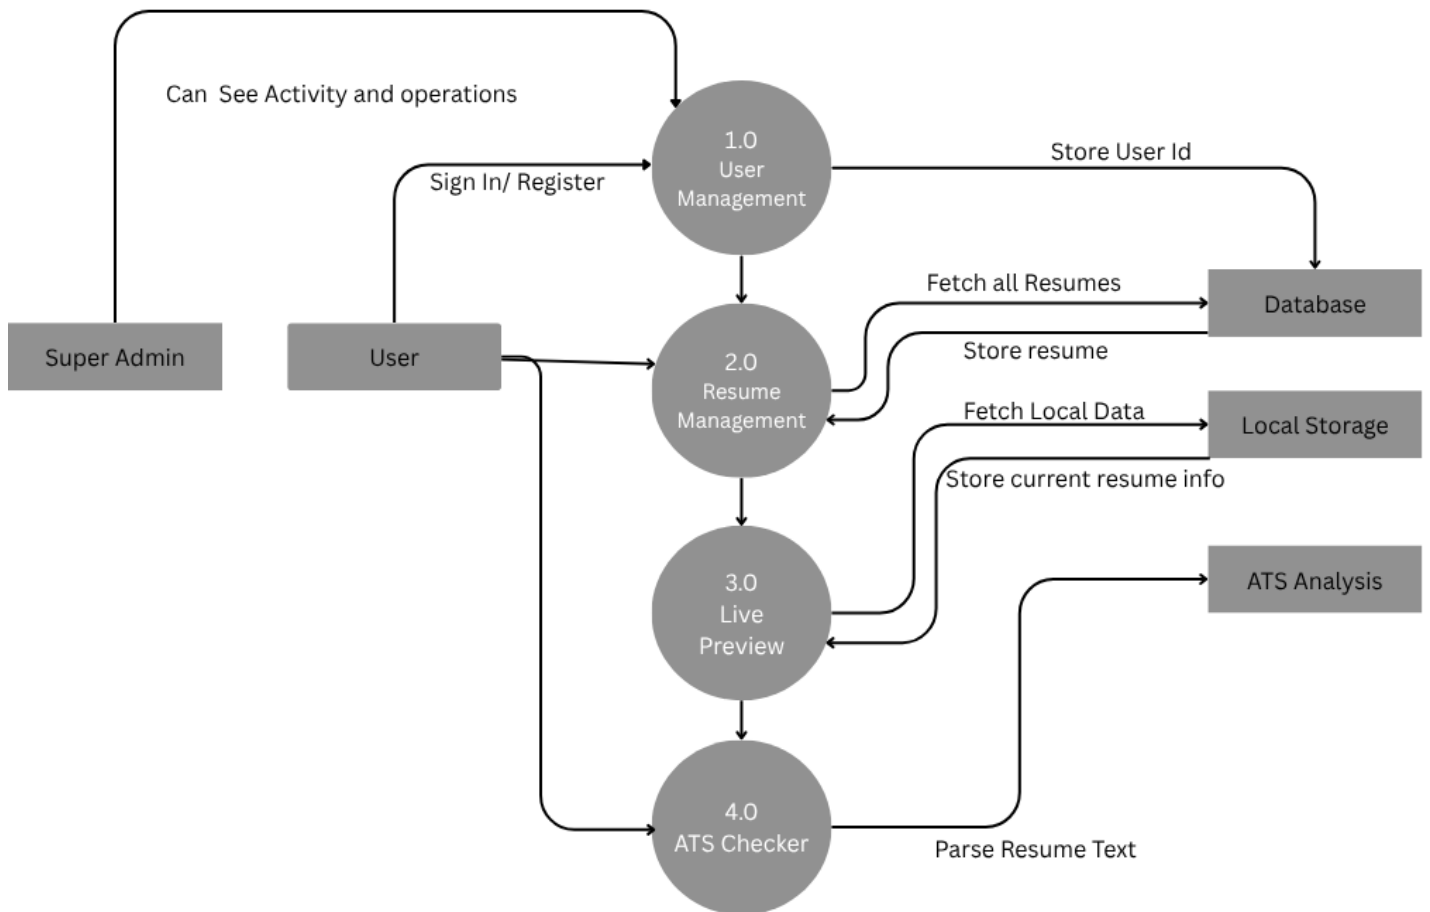 Can See Activity and operations
1.0
User
Management
Store User Id
Sign In/ Register
Fetch all Resumes
Database
Super Admin
User
2.0
Resume
Management
Store resume
Fetch Local Data
Local Storage
Store current resume info
3.0
Live
Preview
ATS Analysis
4.0
ATS Checker
Parse Resume Text